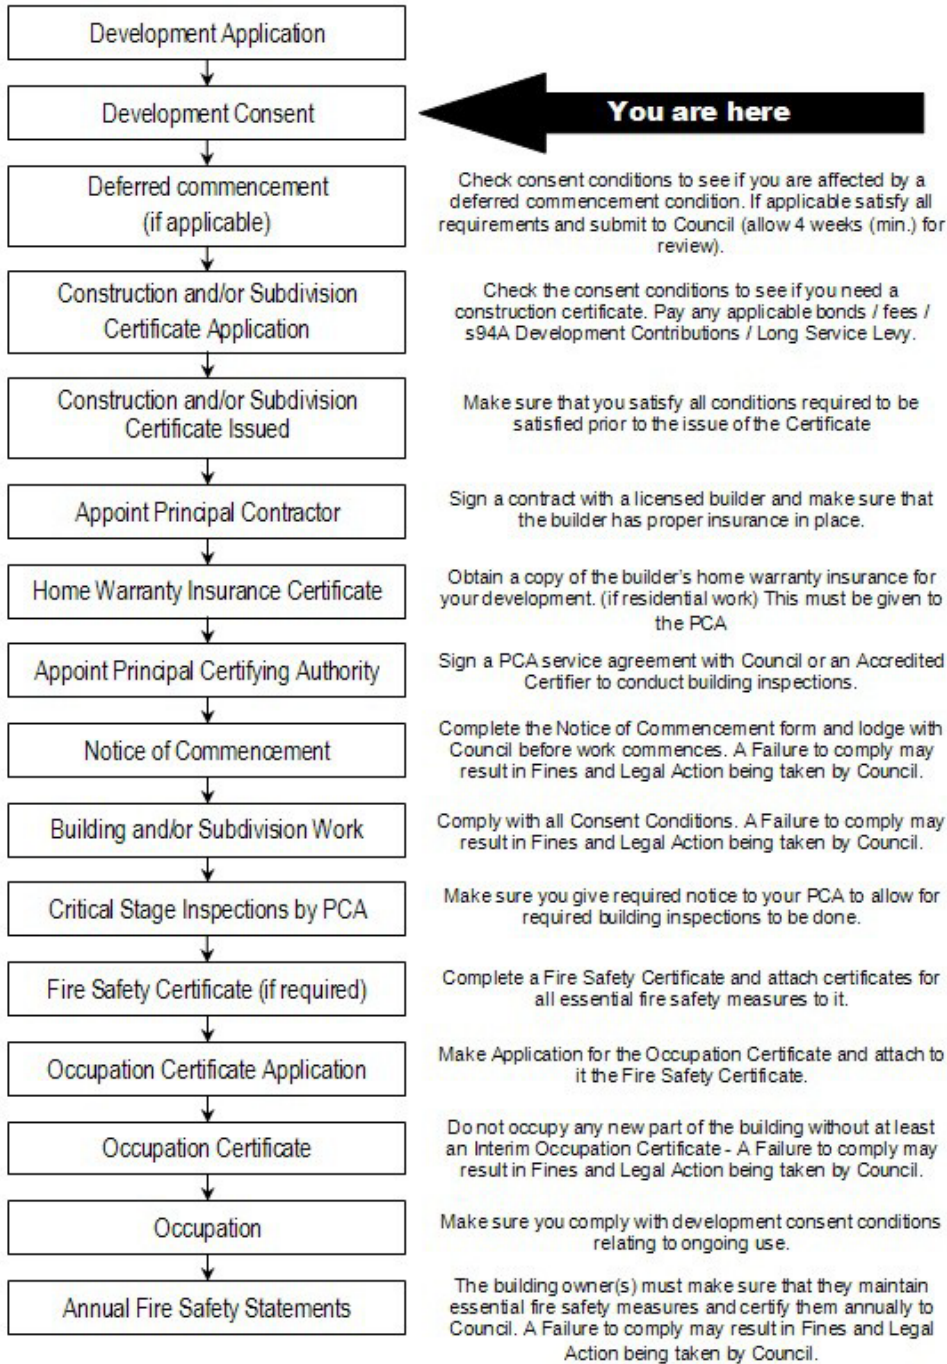 Development Application
Development Consent
You are here
Deferred commencement
(if applicable)
Check consent conditions to see if you are affected by a
deferred commencement condition. If applicable satisfy all
requirements and submit to Council (allow 4 weeks (min.) for
review).
Construction and/or Subdivision
Certificate Application
Check the consent conditions to see if you need a
construction certificate. Pay any applicable bonds / fees /
s94A Development Contributions / Long Service Levy.
Construction and/or Subdivision
Certificate Issued
Make sure that you satisfy all conditions required to be
satisfied prior to the issue of the Certificate
Appoint Principal Contractor
Sign a contract with a licensed builder and make sure that
the builder has proper insurance in place.
Home Warranty Insurance Certificate
Obtain a copy of the builder's home warranty insurance for
your development. (if residential work) This must be given to
the PCA
Appoint Principal Certifying Authority
Sign a PCA service agreement with Council or an Accredited
Certifier to conduct building inspections.
Notice of Commencement
Complete the Notice of Commencement form and lodge with
Council before work commences. A Failure to comply may
result in Fines and Legal Action being taken by Council.
Building and/or Subdivision Work
Comply with all Consent Conditions. A Failure to comply may
result in Fines and Legal Action being taken by Council.
Critical Stage Inspections by PCA
Make sure you give required notice to your PCA to allow for
required building inspections to be done.
Fire Safety Certificate (if required)
Complete a Fire Safety Certificate and attach certificates for
all essential fire safety measures to it.
Occupation Certificate Application
Make Application for the Occupation Certificate and attach to
it the Fire Safety Certificate.
Occupation Certificate
Do not occupy any new part of the building without at least
an Interim Occupation Certificate - A Failure to comply may
result in Fines and Legal Action being taken by Council.
Occupation
Make sure you comply with development consent conditions
relating to ongoing use.
Annual Fire Safety Statements
The building owner(s) must make sure that they maintain
essential fire safety measures and certify them annually to
Council. A Failure to comply may result in Fines and Legal
Action being taken by Council.